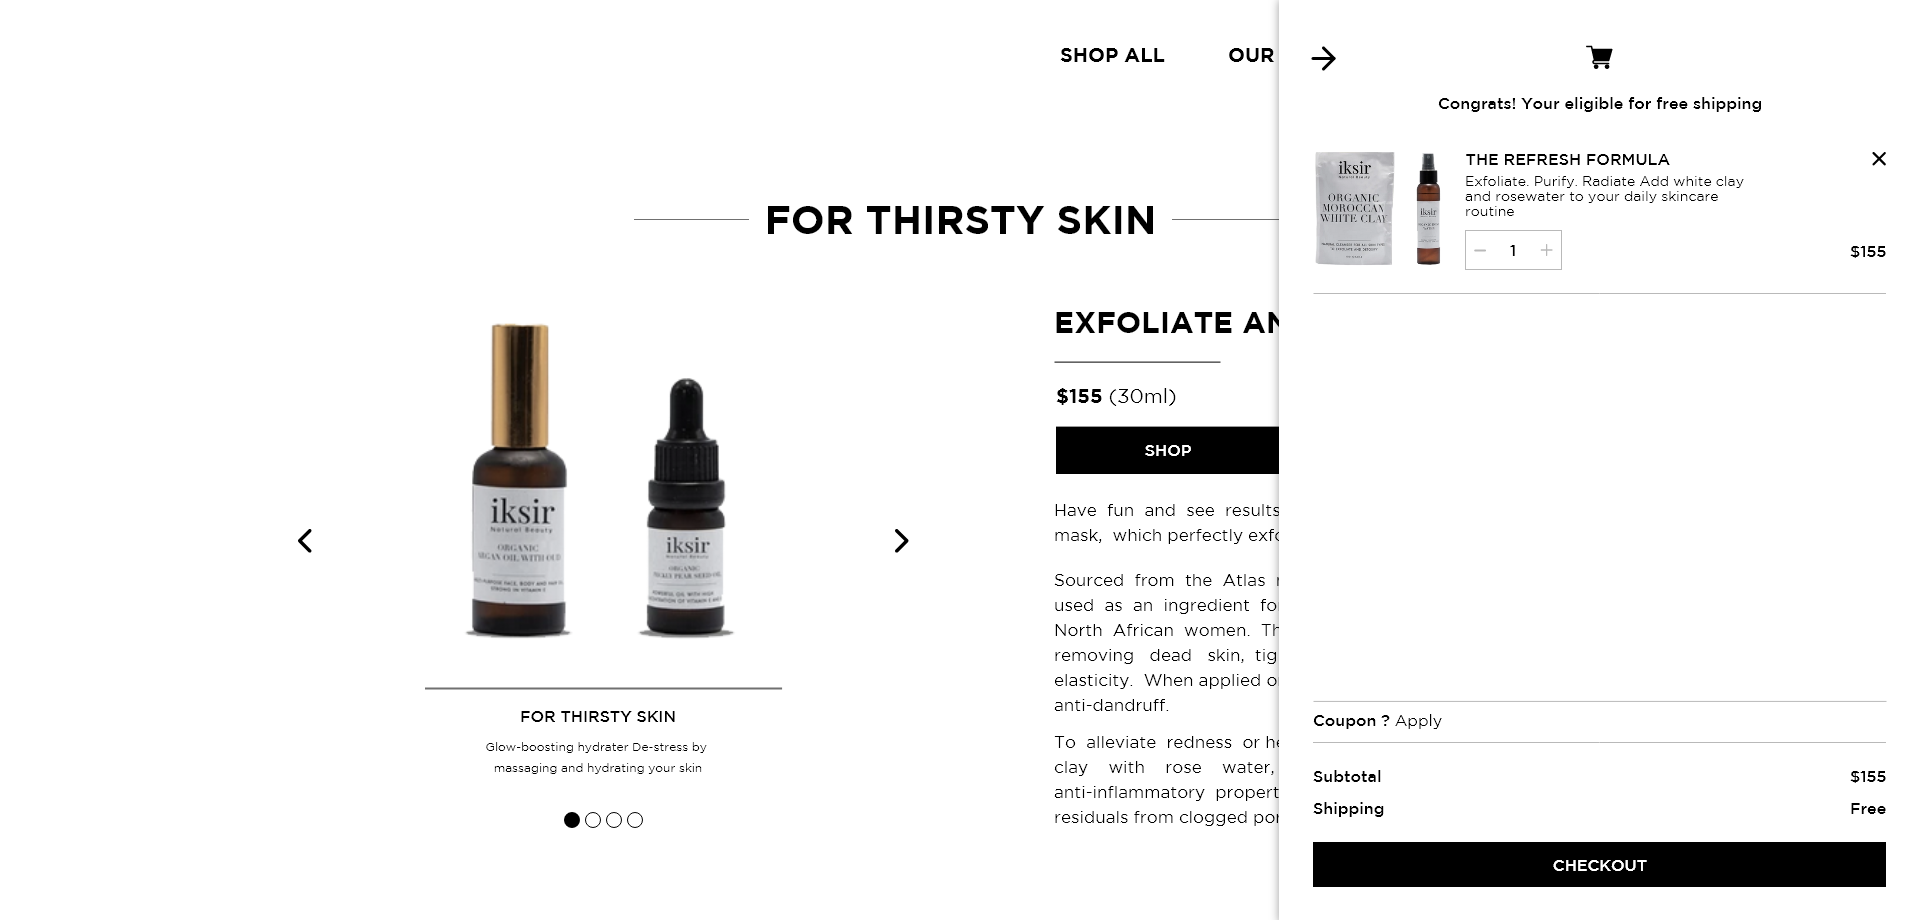 SHOP ALL
OUR
FOR THIRSTY SKIN
iksir
Natural Beauty
ORGANIC
iksir
Natural Beauty
ORGANIC
PRICKLY PEAR SEED OIL
FOR THIRSTY SKIN
Glow-boosting hydrater De-stress by
massaging and hydrating your skin
EXFOLIATE AN
$155 (30ml)
SHOP
Have fun and see results
mask, which perfectly exfo
Sourced from the Atlas
used as an ingredient fo
North African women. Th
removing dead skin, tig
elasticity. When applied o
anti-dandruff.
To alleviate redness or he
clay with rose water,
anti-inflammatory propert
residuals from clogged por
Congrats! Your eligible for free shipping
iksir
Natural Beauty
ORGANIC
MOROCCAN
WHITE CLAY
iksir
THE REFRESH FORMULA
Exfoliate. Purify. Radiate Add white clay
and rosewater to your daily skincare
routine
1
$155
Coupon ? Apply
Subtotal $155
Shipping Free
CHECKOUT